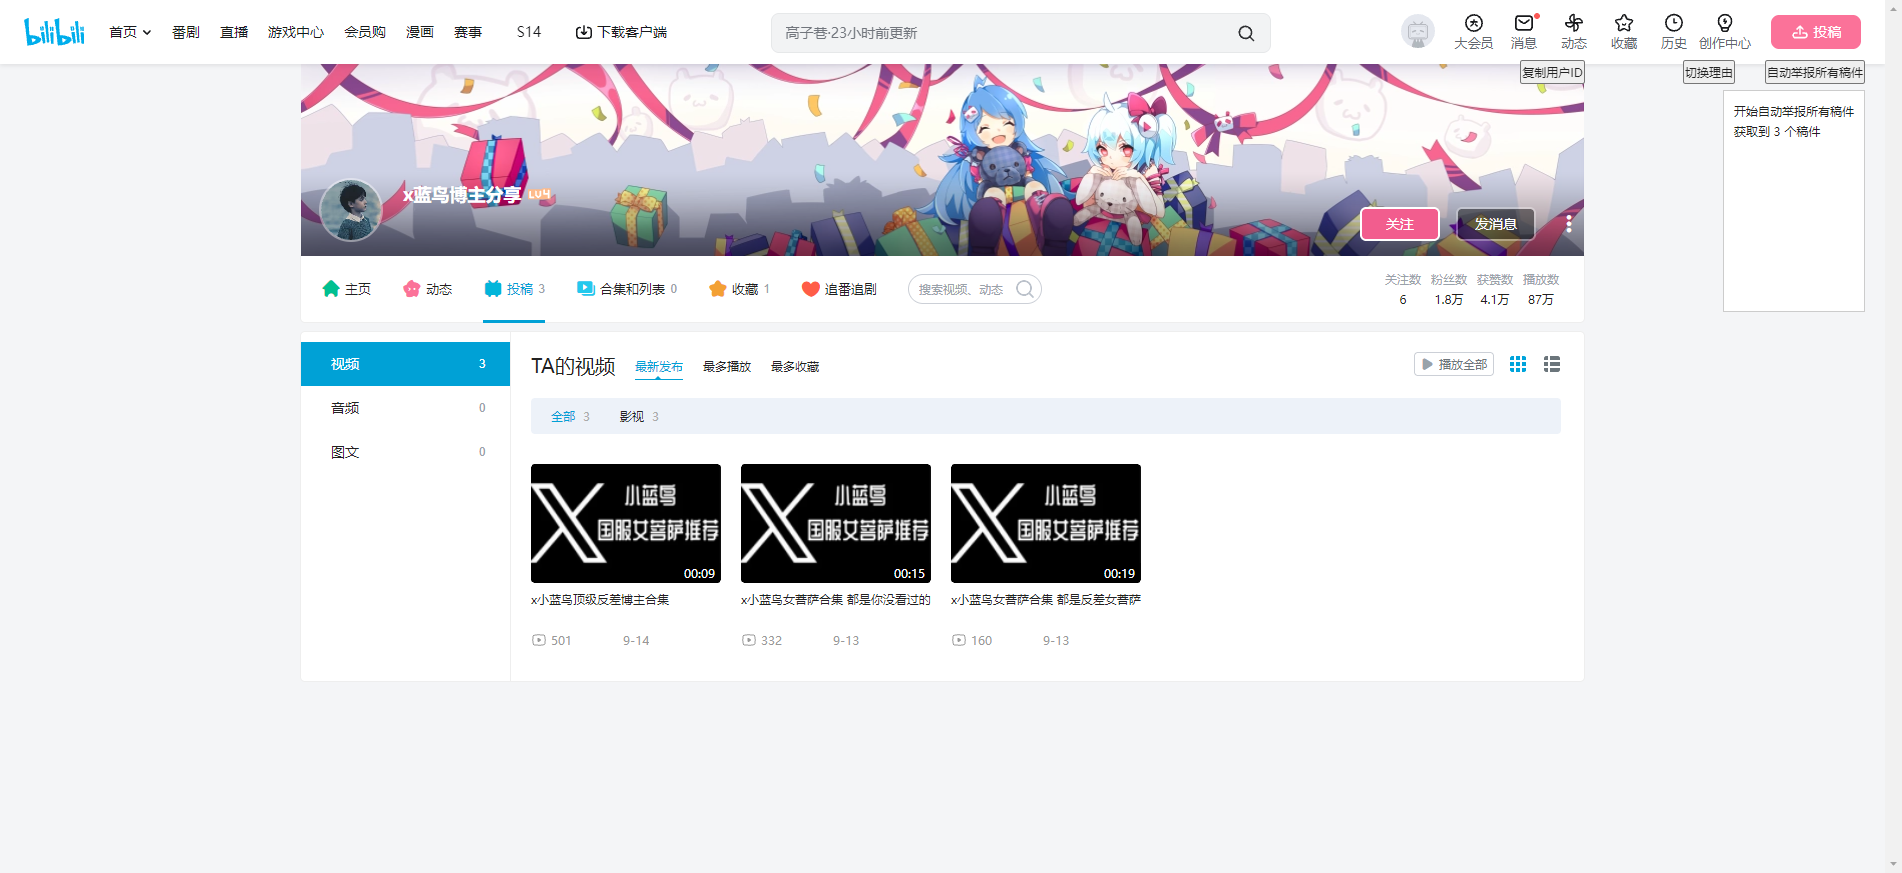 bilibili 首页 番剧 直播 游戏中心 会员购 漫画 赛事 S14 下载客户端
高子巷·23小时前更新
大会员 消息 动态 收藏 历史 创作中心 投稿
复制用户ID 切换理由 自动举报所有稿件
开始自动举报所有稿件
获取到 3 个稿件
x蓝鸟博主分享 LV4
关注 发消息
主页 动态 投稿 3 合集和列表 0 收藏 1 追番追剧 搜索视频、动态
关注数 粉丝数 获赞数 播放数
6 1.8万 4.1万 87万
视频 3
音频 0
图文 0
TA的视频 最新发布 最多播放 最多收藏 播放全部
全部 3 影视 3
小蓝鸟
国服女菩萨推荐
00:09
x小蓝鸟顶级反差博主合集
501 9-14
小蓝鸟
国服女菩萨推荐
00:15
x小蓝鸟女菩萨合集 都是你没看过的
332 9-13
小蓝鸟
国服女菩萨推荐
00:19
x小蓝鸟女菩萨合集 都是反差女菩萨
160 9-13